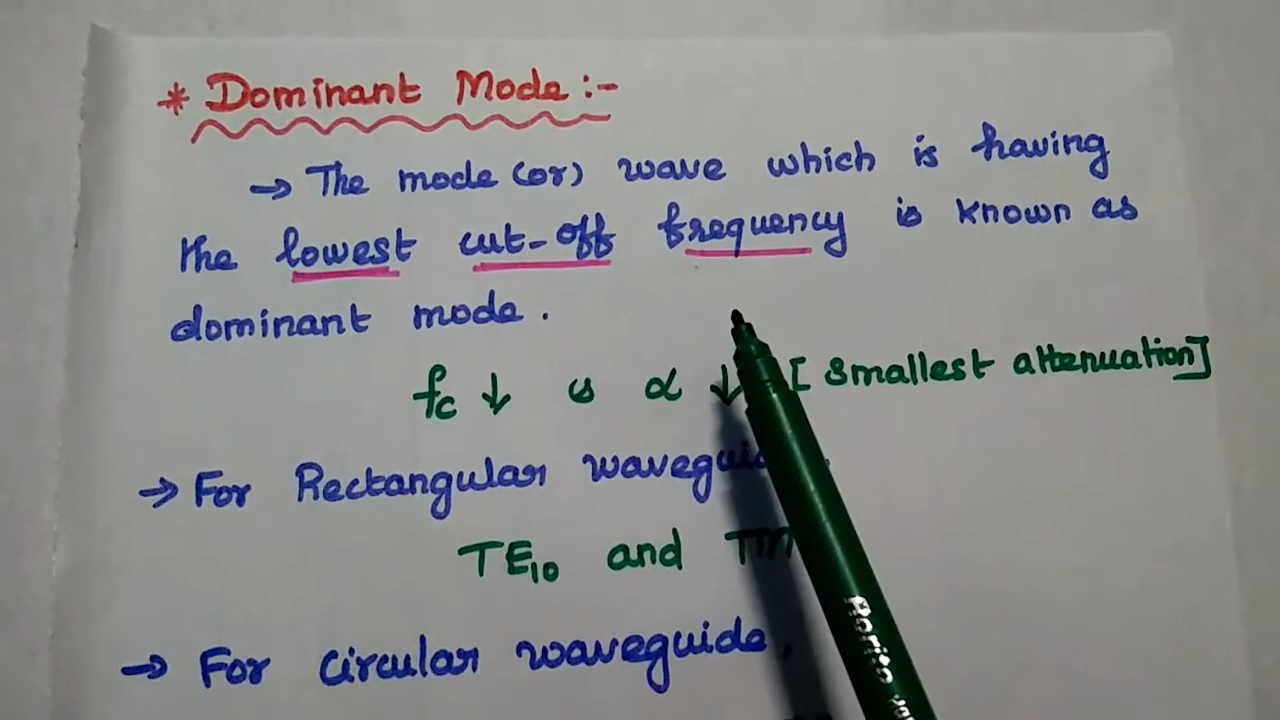 * Dominant Mode :-
→ The mode (or) wave which is having
the lowest cut-off frequency is known as
dominant mode.
fc ↓ is α ↓ [ smallest attenuation]
→ For Rectangular
TE10 and
→ For circular waveguide,